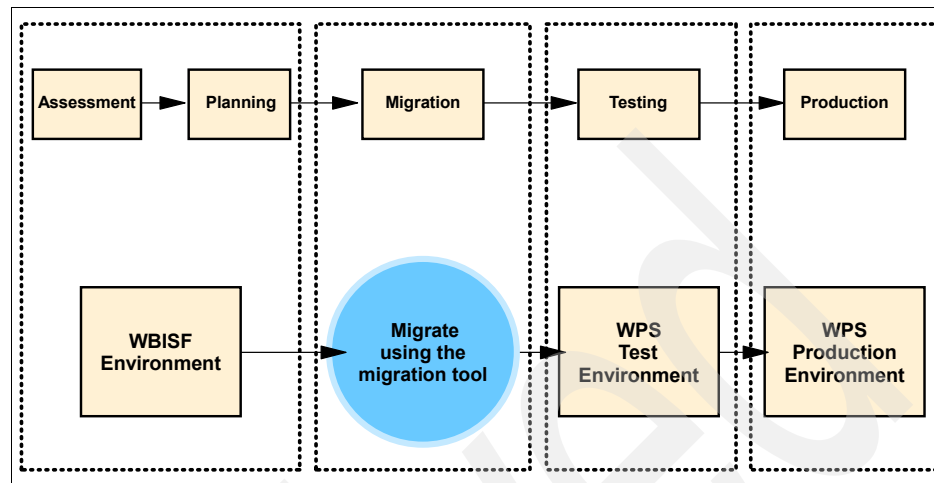 Assessment
Planning
Migration
Testing
Production
WBISF
Environment
Migrate
using the
migration tool
WPS
Test
Environment
WPS
Production
Environment